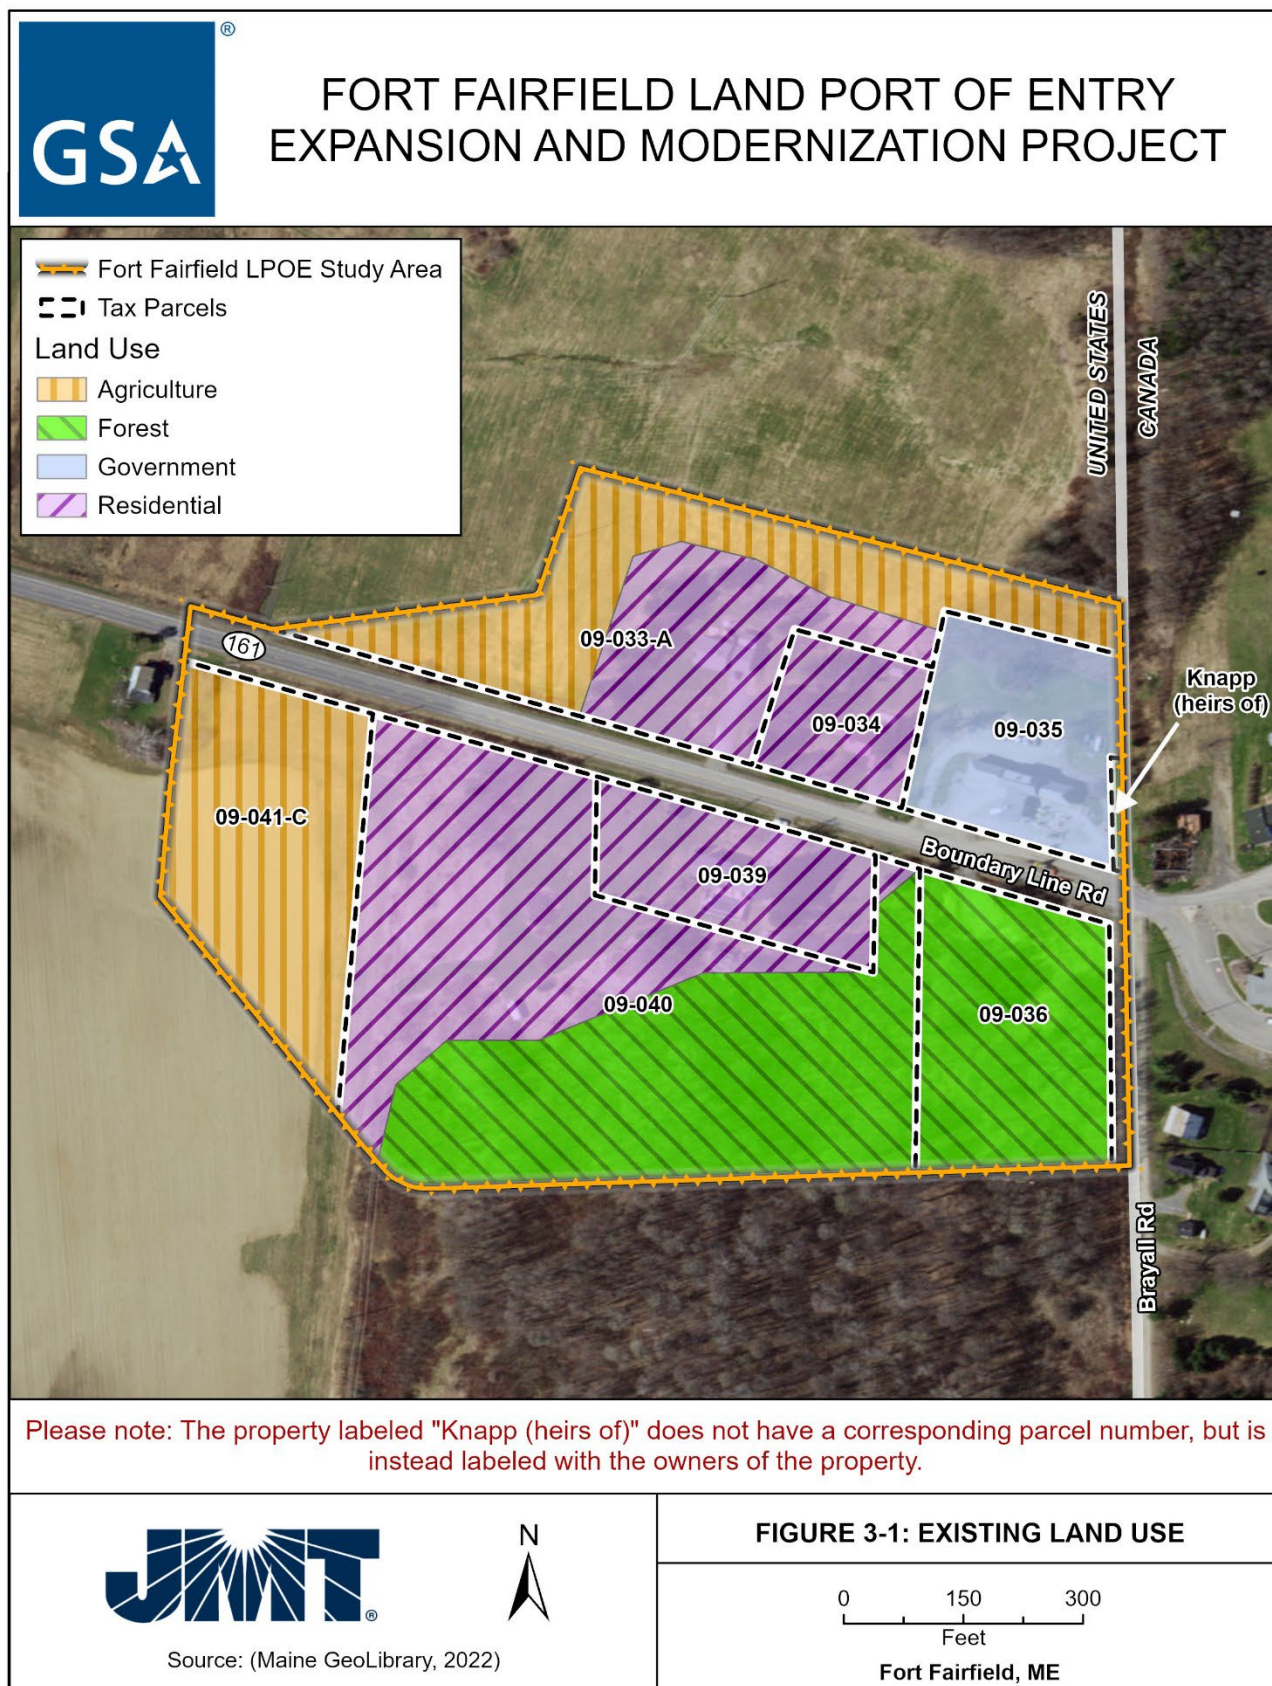 GSA
®
FORT FAIRFIELD LAND PORT OF ENTRY
EXPANSION AND MODERNIZATION PROJECT
Fort Fairfield LPOE Study Area
Tax Parcels
Land Use
Agriculture
Forest
Government
Residential
UNITED STATES
CANADA
161
09-033-A
09-034
09-035
Knapp
(heirs of)
09-041-C
09-039
Boundary Line Rd
09-040
09-036
Brayall Rd
Please note: The property labeled "Knapp (heirs of)" does not have a corresponding parcel number, but is
instead labeled with the owners of the property.
JMT®
Source: (Maine GeoLibrary, 2022)
N
FIGURE 3-1: EXISTING LAND USE
0 150 300
Feet
Fort Fairfield, ME